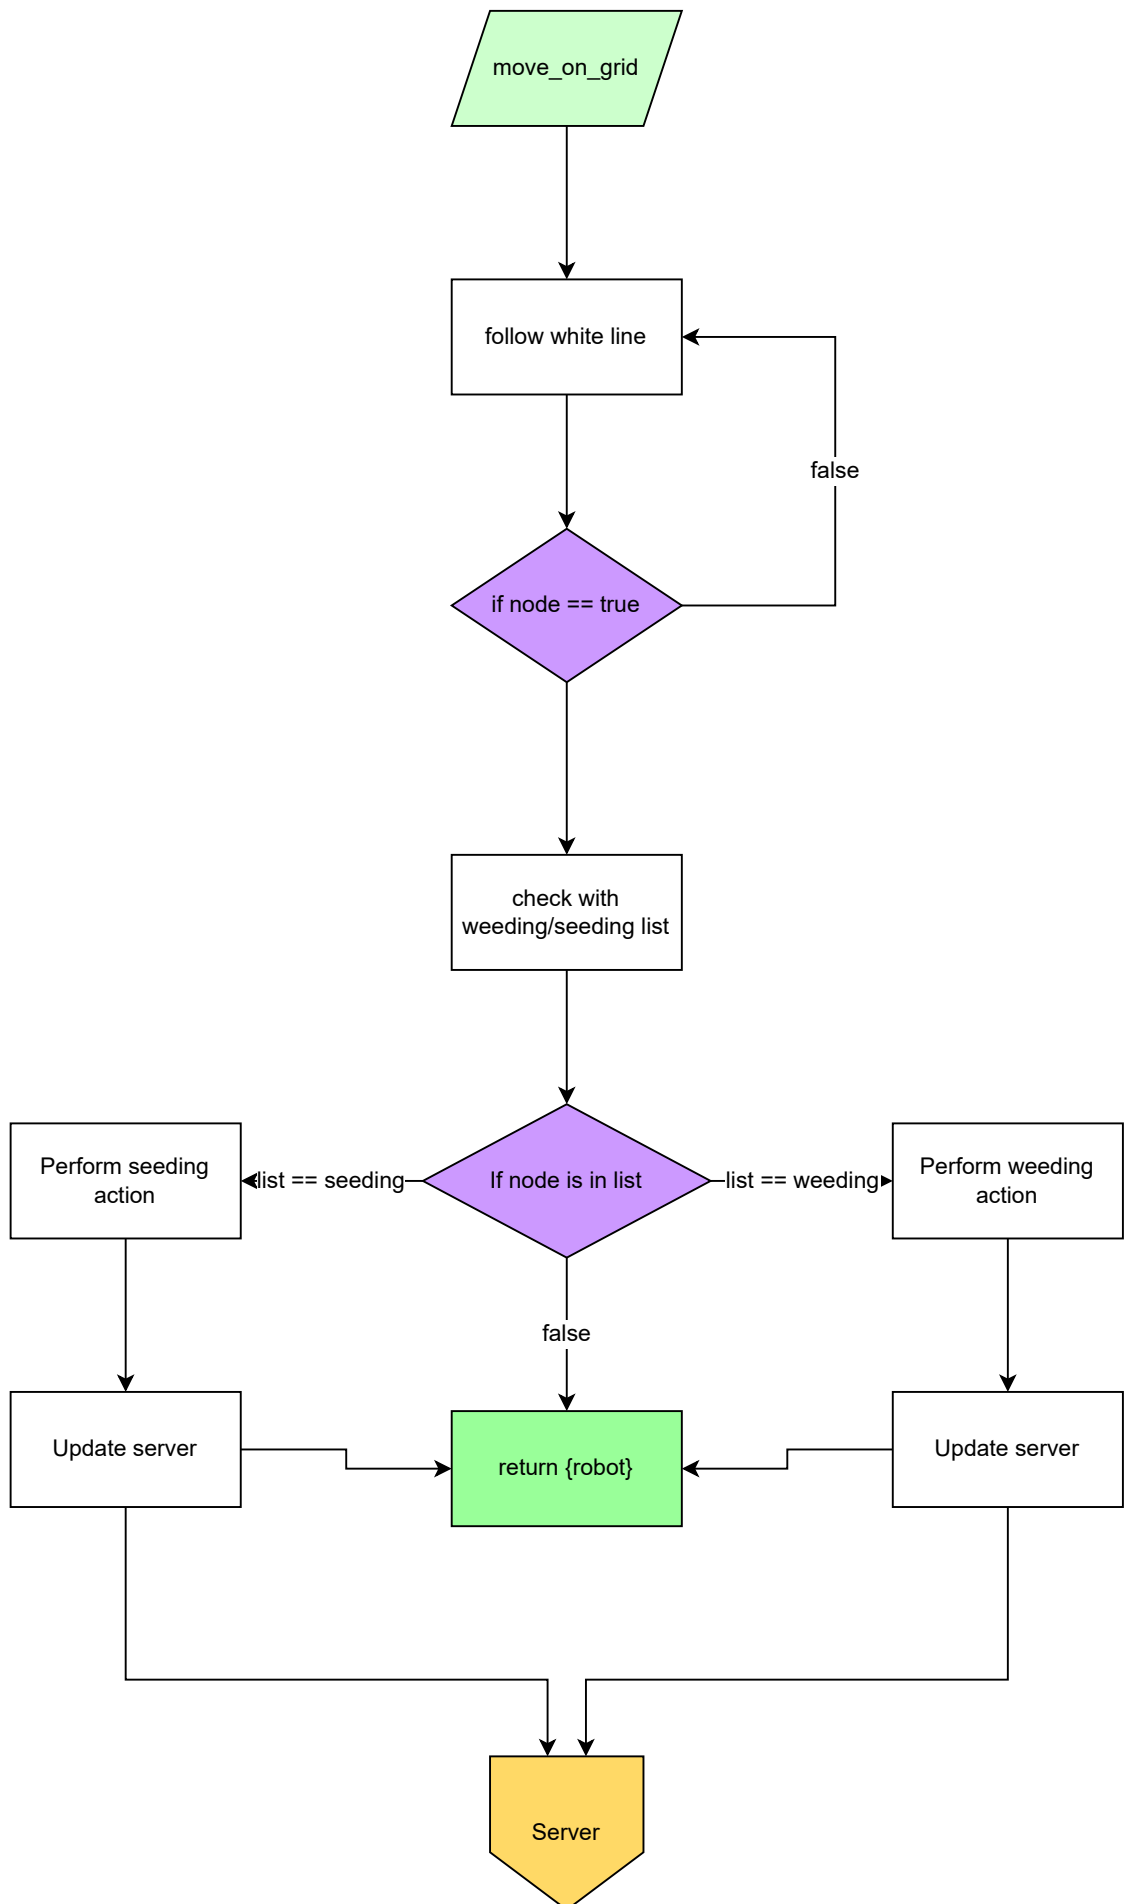 move_on_grid
follow white line
false
if node == true
check with
weeding/seeding list
Perform seeding
action
list == seeding
If node is in list
list == weeding
Perform weeding
action
false
Update server
return {robot}
Update server
Server